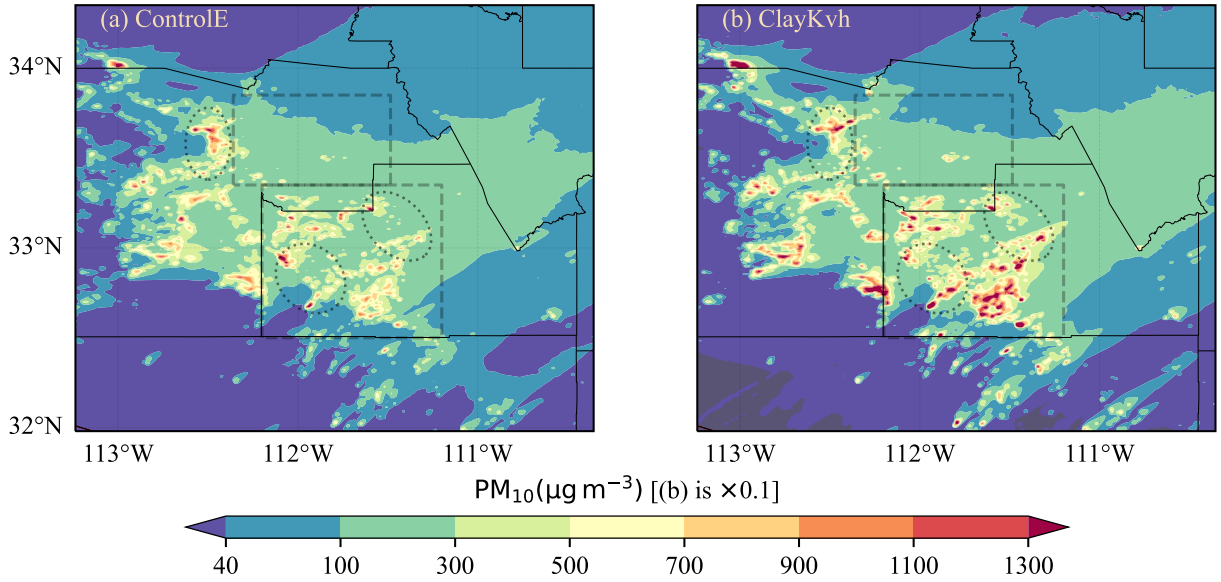 (a) ControlE
(b) ClayKvh
34°N
33°N
32°N
113°W 112°W 111°W
113°W 112°W 111°W
PM₁₀(μg m⁻³) [(b) is ×0.1]
40 100 300 500 700 900 1100 1300